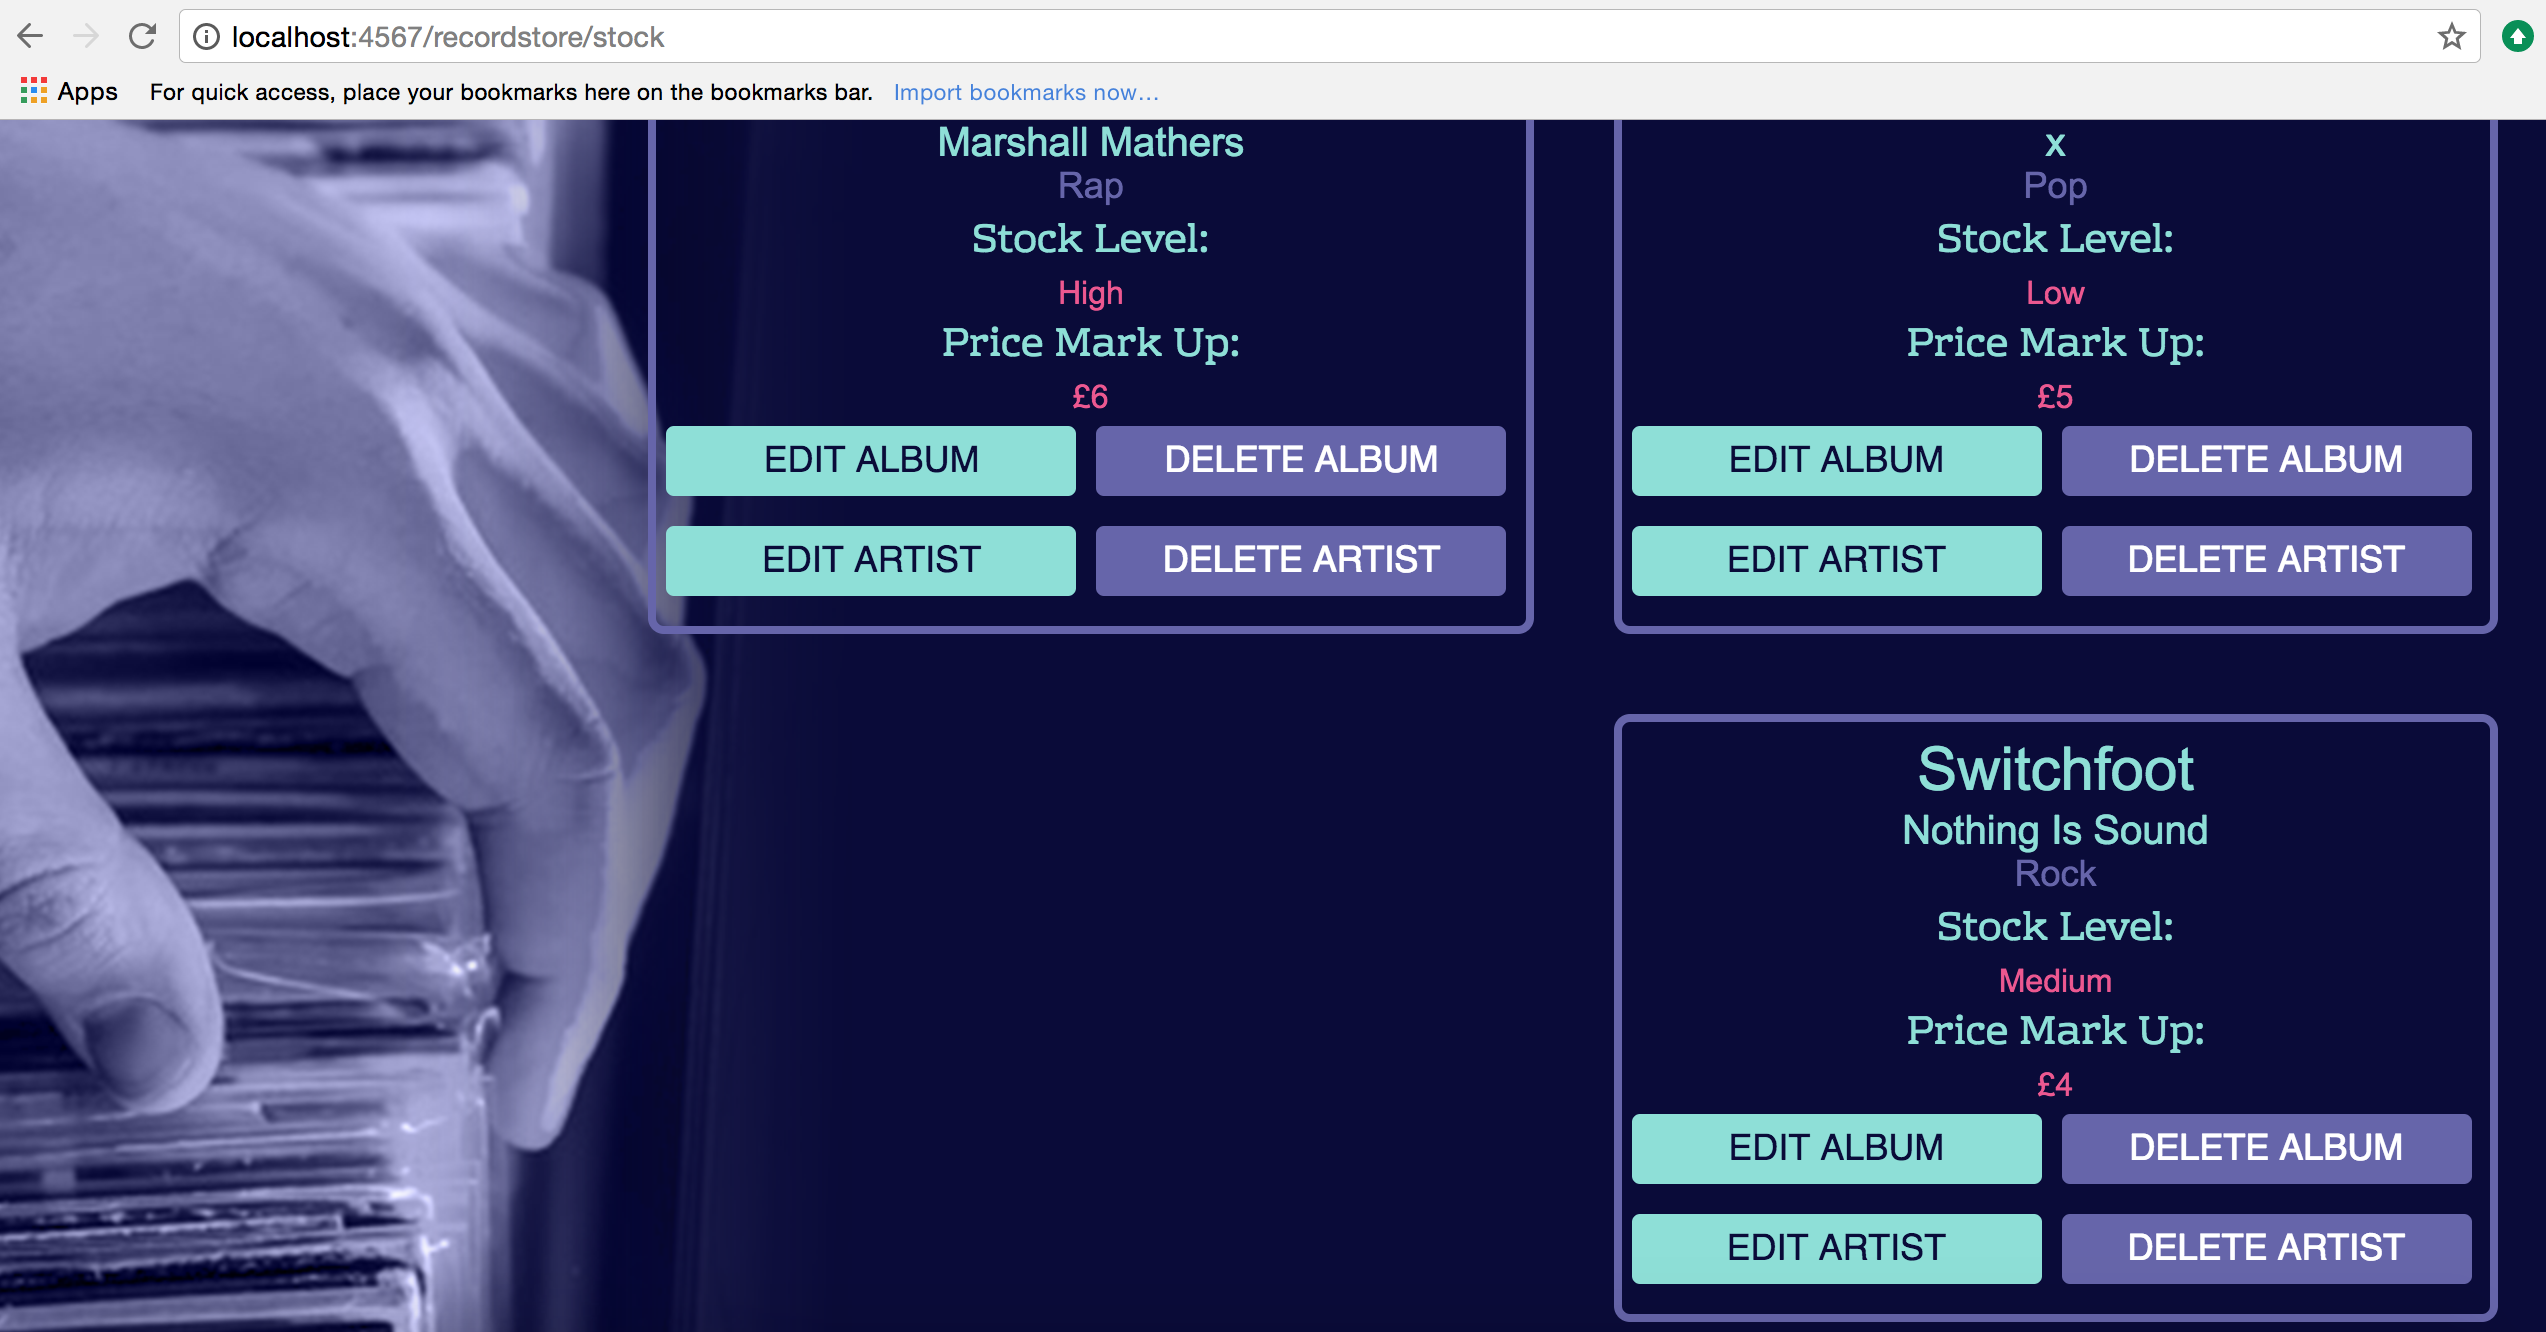 localhost:4567/recordstore/stock
Apps For quick access, place your bookmarks here on the bookmarks bar. Import bookmarks now...
Marshall Mathers
Rap
Stock Level:
High
Price Mark Up:
£6
EDIT ALBUM DELETE ALBUM
EDIT ARTIST DELETE ARTIST
x
Pop
Stock Level:
Low
Price Mark Up:
£5
EDIT ALBUM DELETE ALBUM
EDIT ARTIST DELETE ARTIST
Switchfoot
Nothing Is Sound
Rock
Stock Level:
Medium
Price Mark Up:
£4
EDIT ALBUM DELETE ALBUM
EDIT ARTIST DELETE ARTIST